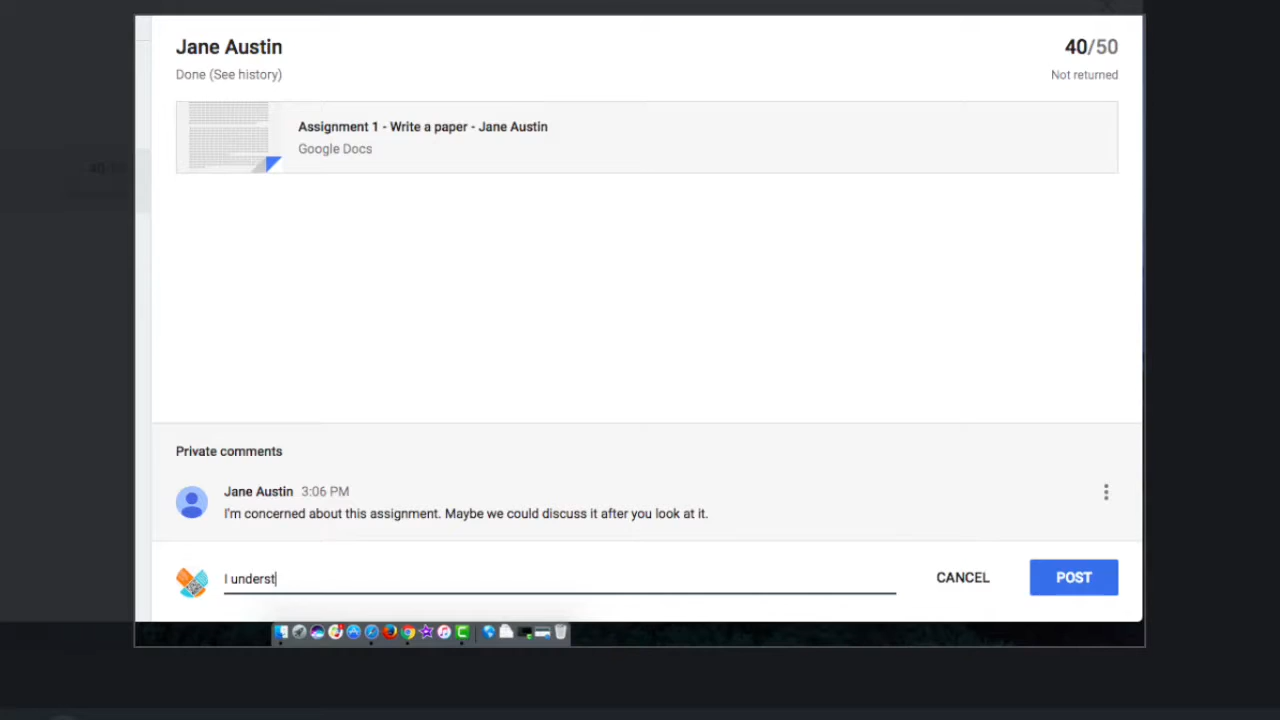 Jane Austin
40/50
Done (See history)
Not returned
Assignment 1 - Write a paper - Jane Austin
Google Docs
Private comments
Jane Austin 3:06 PM
I'm concerned about this assignment. Maybe we could discuss it after you look at it.
I underst
CANCEL
POST